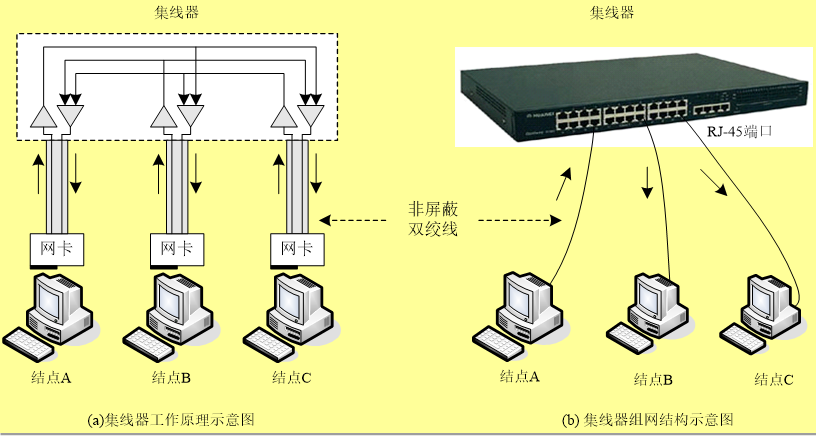 集线器
集线器
RJ-45端口
非屏蔽
双绞线
网卡
网卡
网卡
结点A
结点B
结点C
结点A
结点B
结点C
(a)集线器工作原理示意图
(b) 集线器组网结构示意图